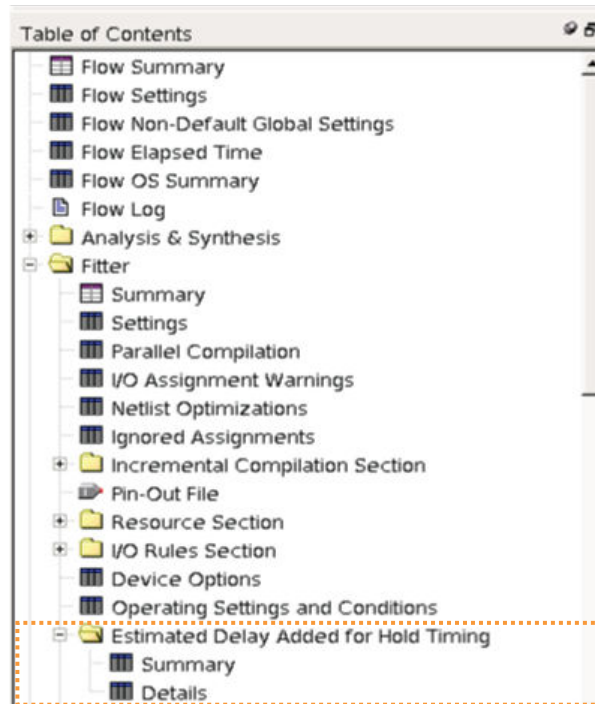 Table of Contents
Flow Summary
Flow Settings
Flow Non-Default Global Settings
Flow Elapsed Time
Flow OS Summary
Flow Log
Analysis & Synthesis
Fitter
Summary
Settings
Parallel Compilation
I/O Assignment Warnings
Netlist Optimizations
Ignored Assignments
Incremental Compilation Section
Pin-Out File
Resource Section
I/O Rules Section
Device Options
Operating Settings and Conditions
Estimated Delay Added for Hold Timing
Summary
Details